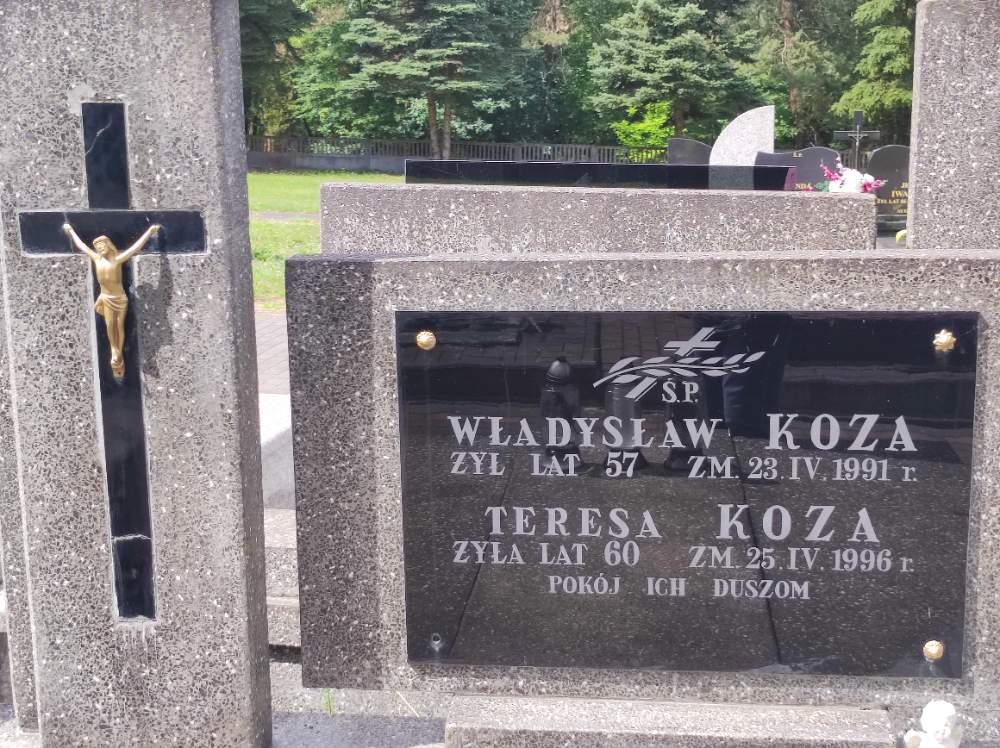 Ś.P.
WŁADYSŁAW KOZA
ŻYŁ LAT 57 ZM. 23.IV.1991 r.
TERESA KOZA
ŻYŁA LAT 60 ZM. 25 IV. 1996 r.
POKÓJ ICH DUSZOM